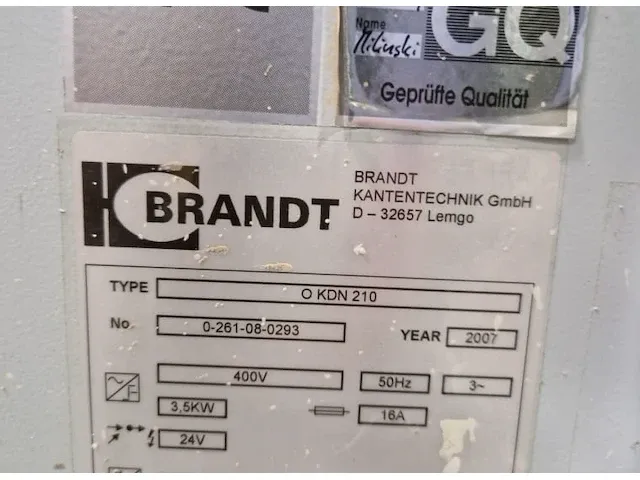 Name
Milinski
GQ
Geprüfte Qualität
BRANDT
BRANDT
KANTENTECHNIK GmbH
D – 32657 Lemgo
TYPE O KDN 210
No. 0-261-08-0293 YEAR 2007
400V 50Hz 3~
3,5KW 16A
24V